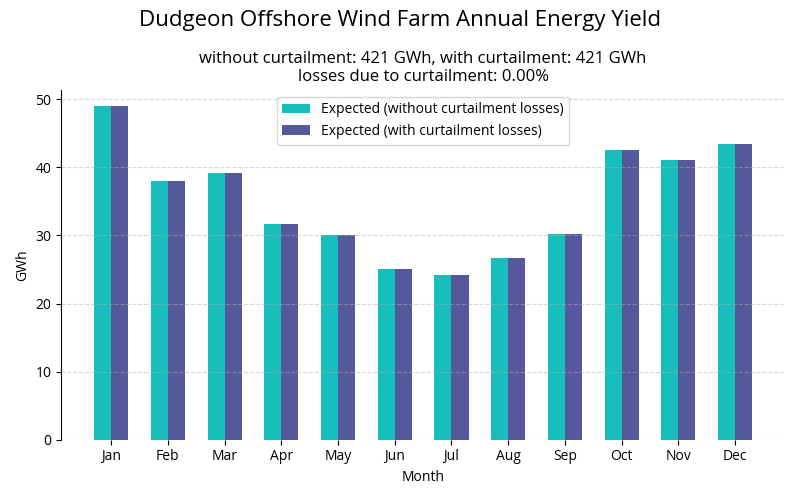 Dudgeon Offshore Wind Farm Annual Energy Yield
without curtailment: 421 GWh, with curtailment: 421 GWh
losses due to curtailment: 0.00%
Expected (without curtailment losses)
Expected (with curtailment losses)
50
40
30
20
10
0
GWh
Jan Feb Mar Apr May Jun Jul Aug Sep Oct Nov Dec
Month